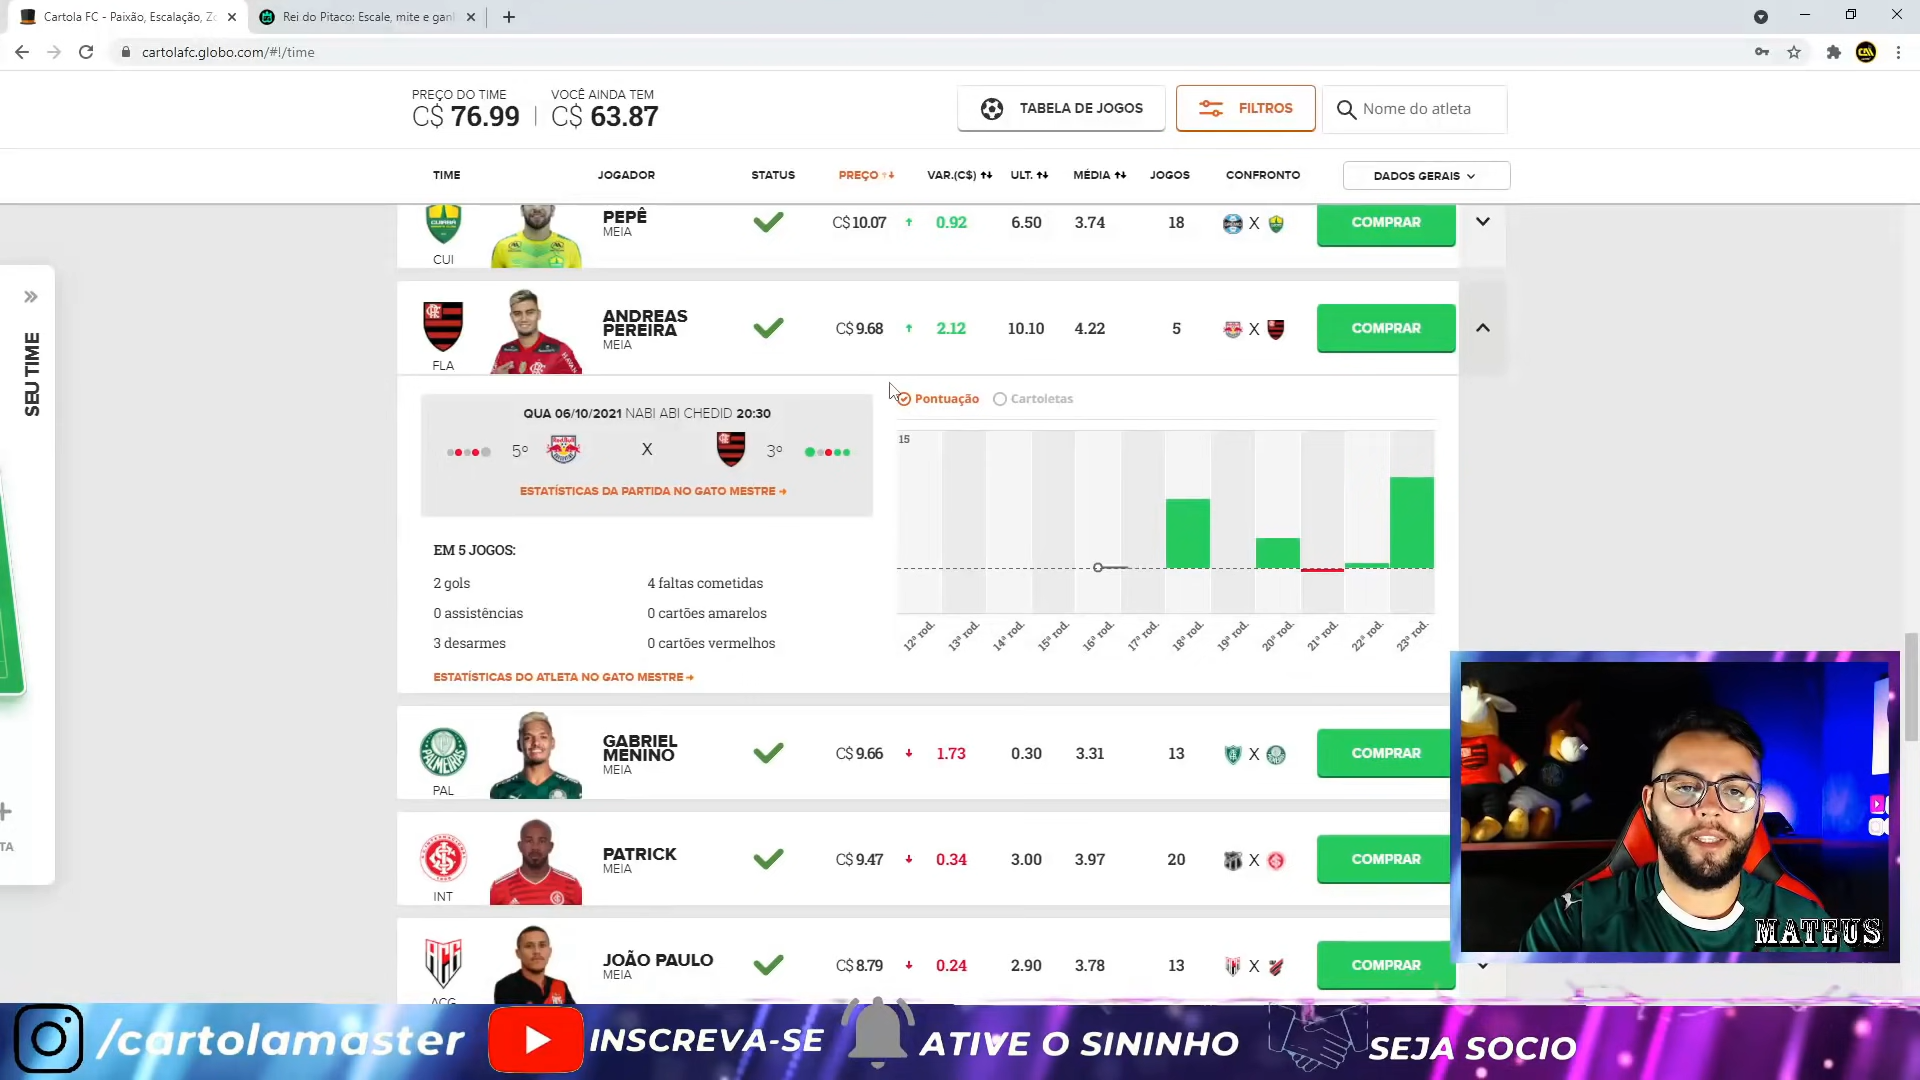 Cartola FC - Paixão, Escalação, Z
Rei do Pitaco: Escale, mite e gan
cartolafc.globo.com/#!/time
PREÇO DO TIME
C$ 76.99
VOCÊ AINDA TEM
C$ 63.87
TABELA DE JOGOS
FILTROS
Nome do atleta
TIME JOGADOR STATUS PREÇO VAR.(C$) ULT. MÉDIA JOGOS CONFRONTO DADOS GERAIS
SEU TIME
TA
CUI
PEPÊ
MEIA
C$ 10.07 0.92 6.50 3.74 18 X COMPRAR
FLA
ANDREAS
PEREIRA
MEIA
C$ 9.68 2.12 10.10 4.22 5 X COMPRAR
QUA 06/10/2021 NABI ABI CHEDID 20:30
5º X 3º
ESTATÍSTICAS DA PARTIDA NO GATO MESTRE
EM 5 JOGOS:
2 gols 4 faltas cometidas
0 assistências 0 cartões amarelos
3 desarmes 0 cartões vermelhos
ESTATÍSTICAS DO ATLETA NO GATO MESTRE
Pontuação Cartoletas
15
12ª rod. 13ª rod. 14ª rod. 15ª rod. 16ª rod. 17ª rod. 18ª rod. 19ª rod. 20ª rod. 21ª rod. 22ª rod. 23ª rod.
PAL
GABRIEL
MENINO
MEIA
C$ 9.66 1.73 0.30 3.31 13 X COMPRAR
INT
PATRICK
MEIA
C$ 9.47 0.34 3.00 3.97 20 X COMPRAR
ACG
JOÃO PAULO
MEIA
C$ 8.79 0.24 2.90 3.78 13 X COMPRAR
MATEUS
/cartolamaster
INSCREVA-SE
ATIVE O SININHO
SEJA SOCIO